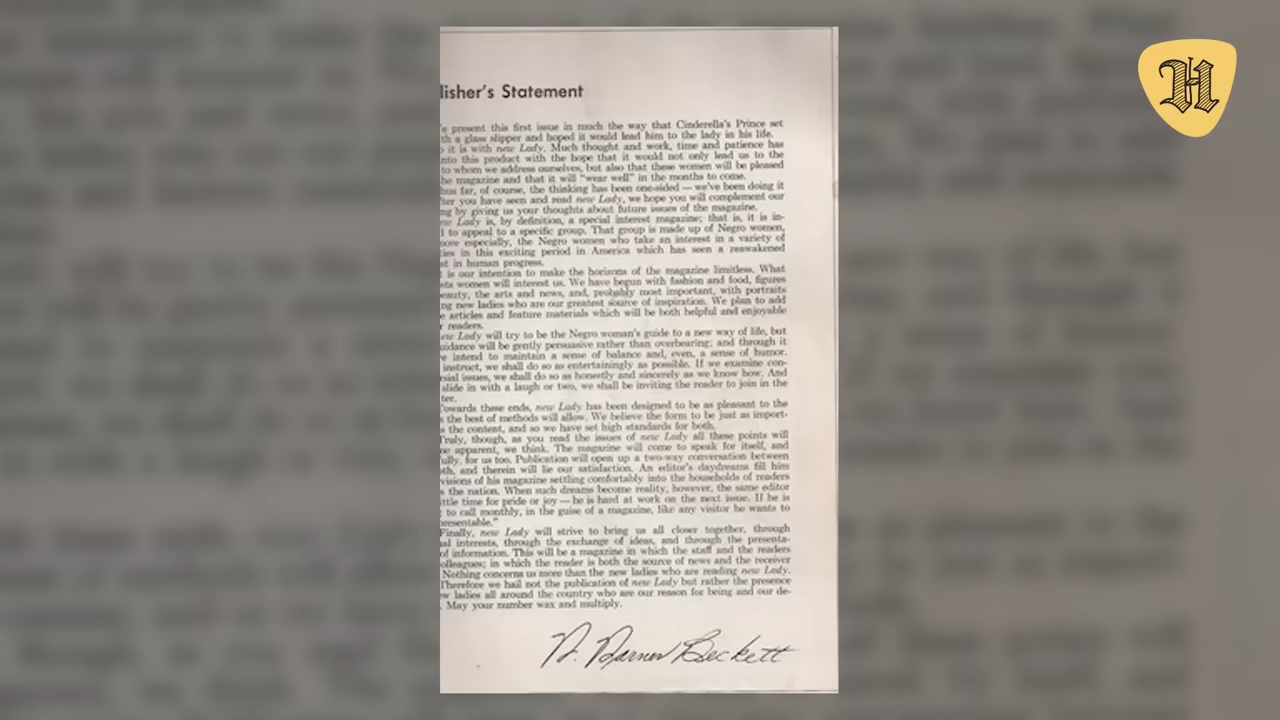 lisher's Statement
e present this first issue in much the way that Cinderella's Prince set
th a glass slipper and hoped it would lead him to the lady in his life.
it is with new Lady. Much thought and work, time and patience has
nto this product with the hope that it would not only lead us to the
to whom we address ourselves, but also that these women will be pleased
he magazine and that it will "wear well" in the months to come.
us far, of course, the thinking has been one-sided — we've been doing it
ter you have seen and read new Lady, we hope you will complement our
ng by giving us your thoughts about future issues of the magazine.
Lady is, by definition, a special interest magazine; that is, it is in-
to appeal to a specific group. That group is made up of Negro women,
ore especially, the Negro women who take an interest in a variety of
ies in this exciting period in America which has seen a reawakened
st in human progress.
is our intention to make the horizons of the magazine limitless. What
sts women will interest us. We have begun with fashion and food, figures
eauty, the arts and news, and, probably most important, with portraits
ng new ladies who are our greatest source of inspiration. We plan to add
e articles and feature materials which will be both helpful and enjoyable
r readers.
ew Lady will try to be the Negro woman's guide to a new way of life, but
uidance will be gently persuasive rather than overbearing; and through it
e intend to maintain a sense of balance and, even, a sense of humor.
instruct, we shall do so as entertainingly as possible. If we examine con-
sial issues, we shall do so as honestly and sincerely as we know how. And
slide in with a laugh or two, we shall be inviting the reader to join in the
ter.
owards these ends, new Lady has been designed to be as pleasant to the
s the best of methods will allow. We believe the form to be just as import-
s the content, and so we have set high standards for both.
Truly, though, as you read the issues of new Lady all these points will
e apparent, we think. The magazine will come to speak for itself, and
ully, for us too. Publication will open up a two-way conversation between
th, and therein will lie our satisfaction. An editor's daydreams fill him
visions of his magazine settling comfortably into the households of readers
s the nation. When such dreams become reality, however, the same editor
ttle time for pride or joy — he is hard at work on the next issue. If he is
to call monthly, in the guise of a magazine, like any visitor he wants to
resentable."
Finally, new Lady will strive to bring us all closer together, through
al interests, through the exchange of ideas, and through the presenta-
of information. This will be a magazine in which the staff and the readers
olleagues; in which the reader is both the source of news and the receiver
Nothing concerns us more than the new ladies who are reading new Lady.
Therefore we hail not the publication of new Lady but rather the presence
w ladies all around the country who are our reason for being and our de-
. May your number wax and multiply.
Beckett
H